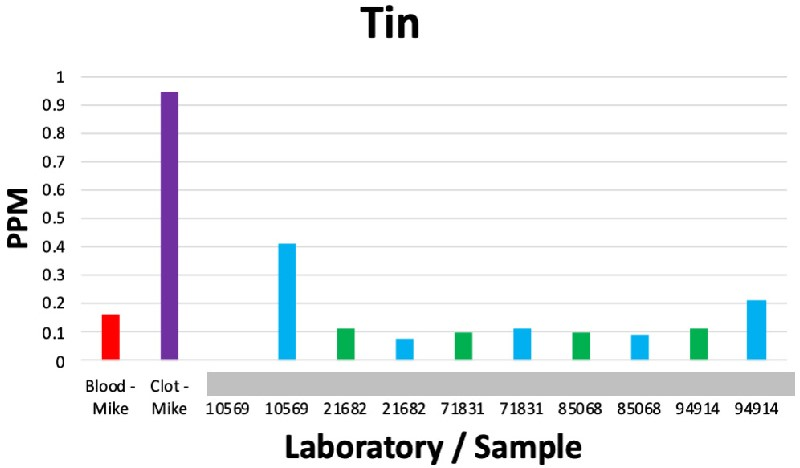 Tin
PPM
1
0.9
0.8
0.7
0.6
0.5
0.4
0.3
0.2
0.1
0
Blood - Clot -
Mike Mike 10569 10569 21682 21682 71831 71831 85068 85068 94914 94914
Laboratory / Sample